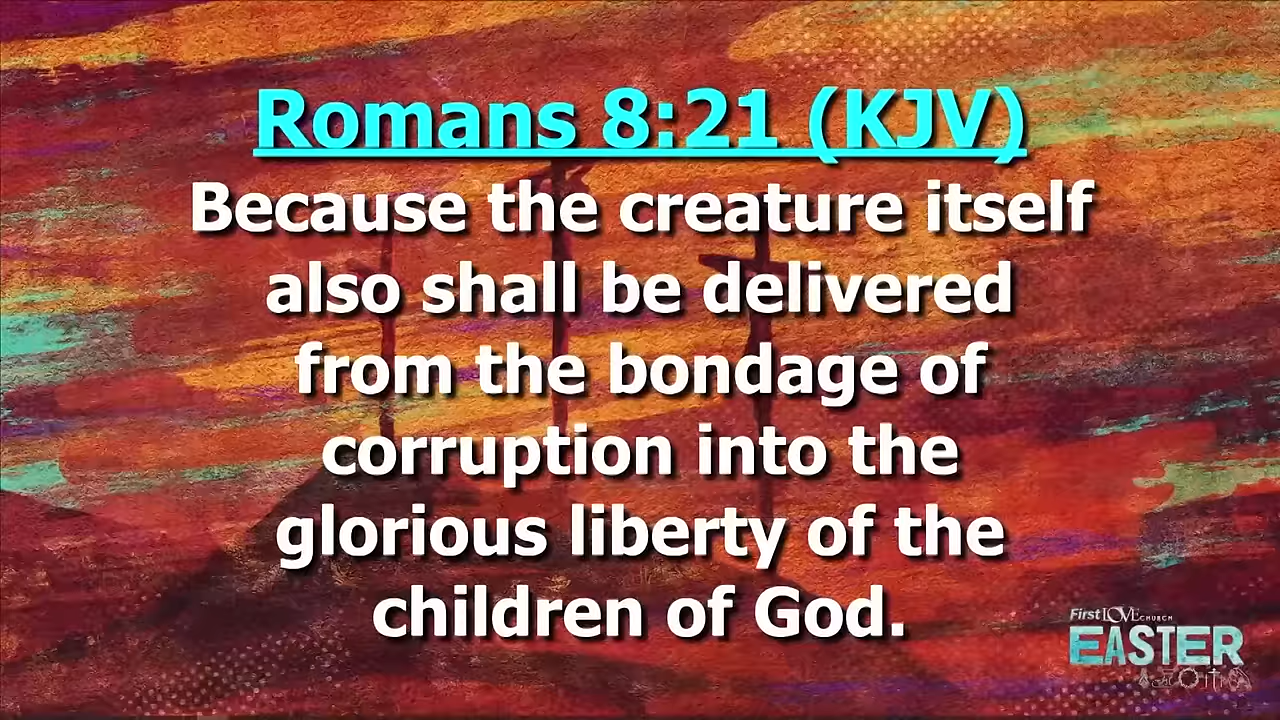 Romans 8:21 (KJV)
Because the creature itself
also shall be delivered
from the bondage of
corruption into the
glorious liberty of the
children of God.
First LOVE CHURCH
EASTER